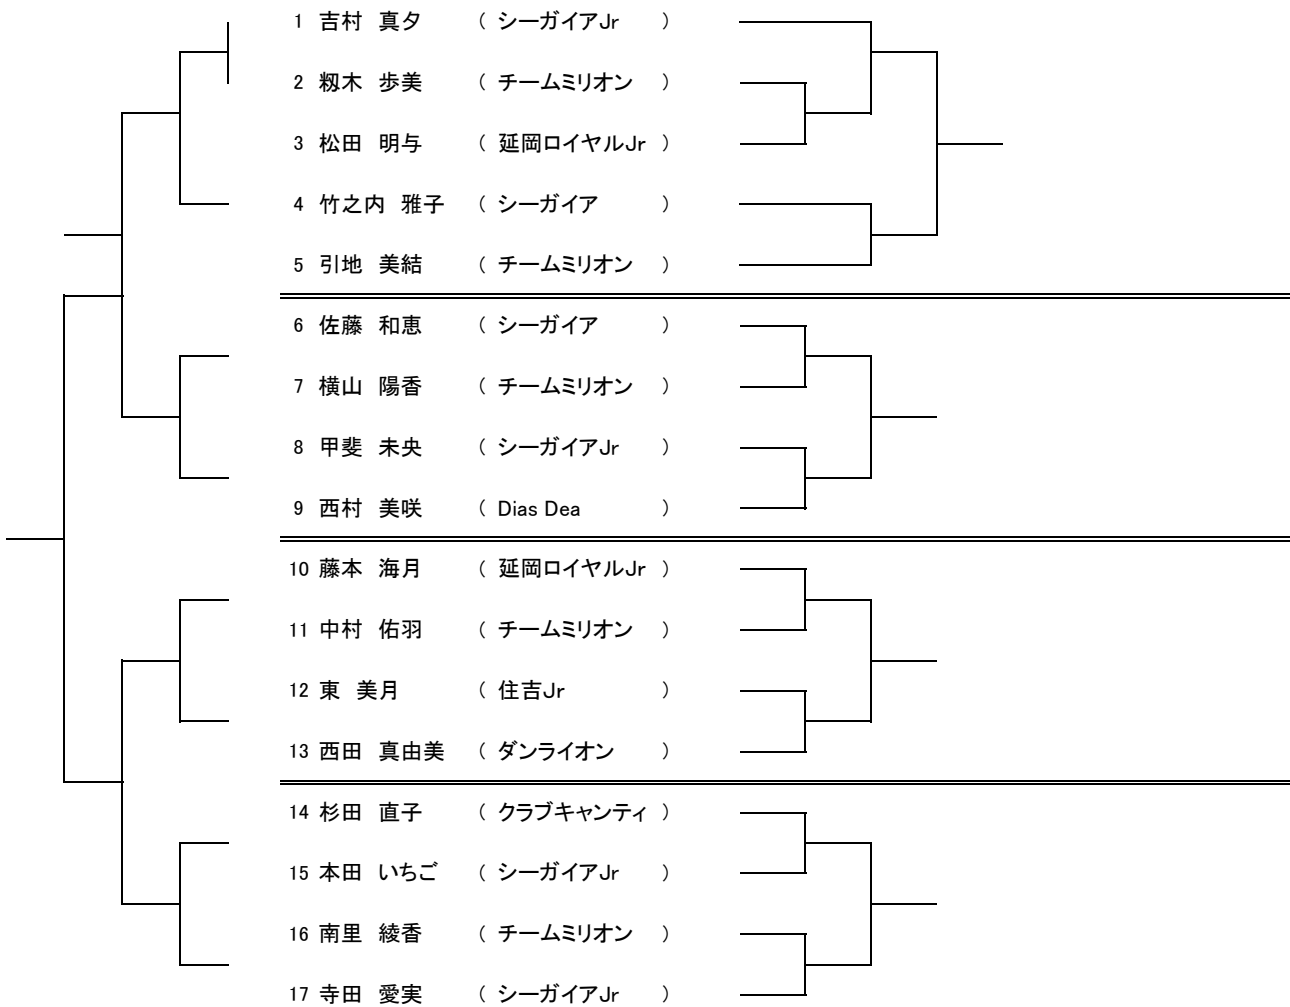 1 吉村 真夕 ( シーガイアJr )
2 籾木 歩美 ( チームミリオン )
3 松田 明与 ( 延岡ロイヤルJr )
4 竹之内 雅子 ( シーガイア )
5 引地 美結 ( チームミリオン )
6 佐藤 和恵 ( シーガイア )
7 横山 陽香 ( チームミリオン )
8 甲斐 未央 ( シーガイアJr )
9 西村 美咲 ( Dias Dea )
10 藤本 海月 ( 延岡ロイヤルJr )
11 中村 佑羽 ( チームミリオン )
12 東 美月 ( 住吉Jr )
13 西田 真由美 ( ダンライオン )
14 杉田 直子 ( クラブキャンティ )
15 本田 いちご ( シーガイアJr )
16 南里 綾香 ( チームミリオン )
17 寺田 愛実 ( シーガイアJr )